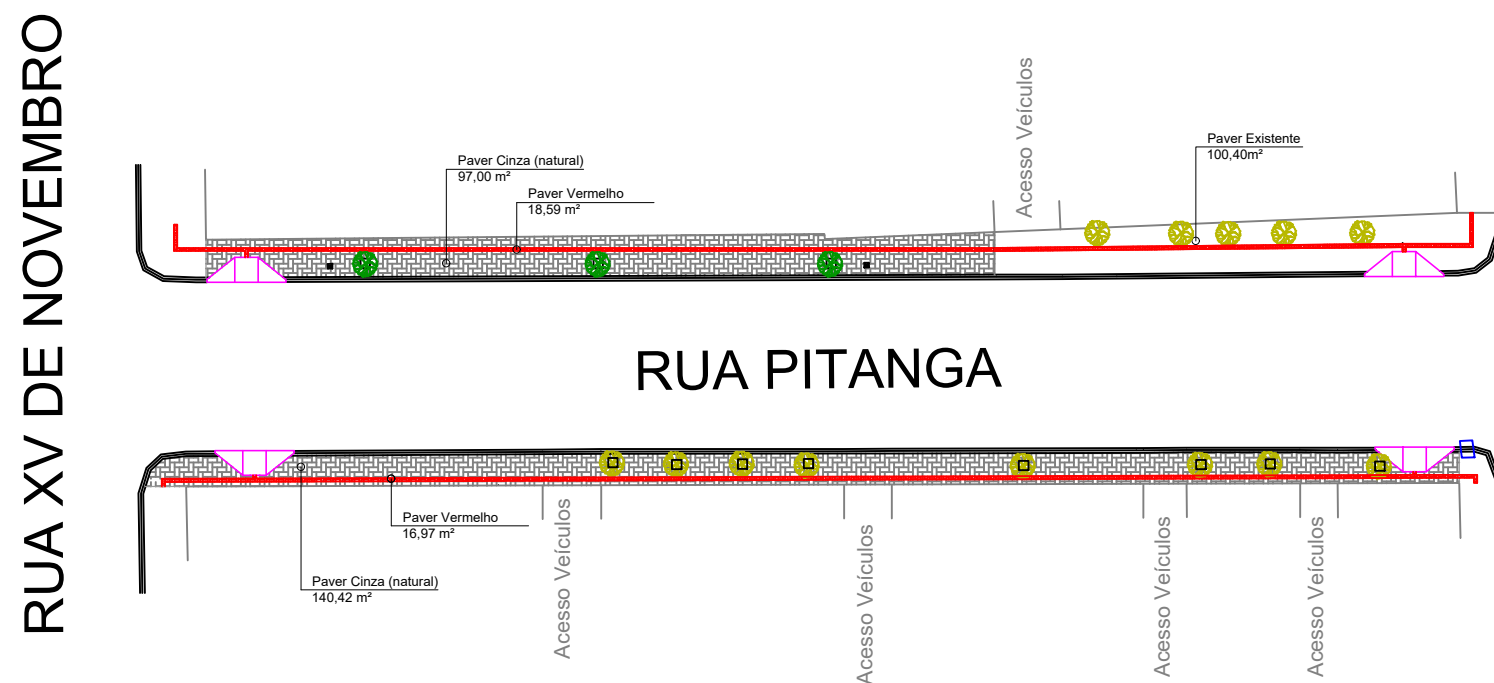 RUA XV DE NOVEMBRO
Acesso Veículos
Paver Existente
100,40m²
Paver Cinza (natural)
97,00 m²
Paver Vermelho
18,59 m²
RUA PITANGA
Paver Vermelho
16,97 m²
Paver Cinza (natural)
140,42 m²
Acesso Veículos
Acesso Veículos
Acesso Veículos
Acesso Veículos